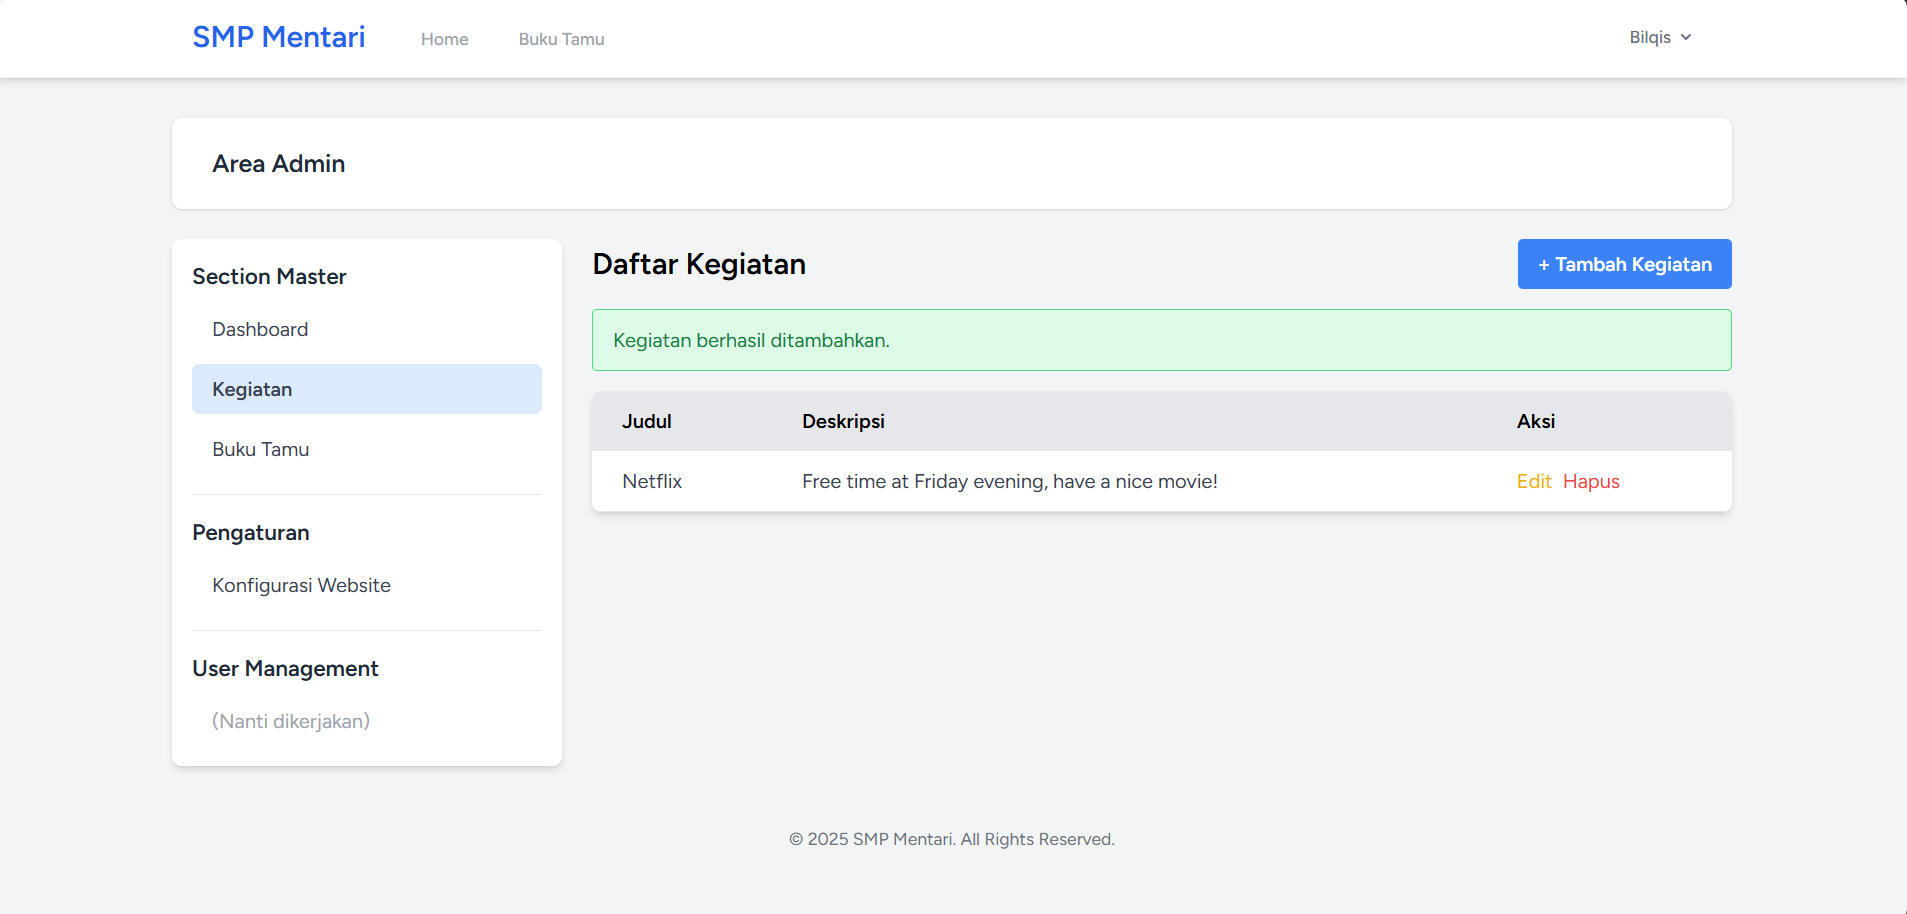 SMP Mentari Home Buku Tamu Bilqis
Area Admin
Section Master
Dashboard
Kegiatan
Buku Tamu
Pengaturan
Konfigurasi Website
User Management
(Nanti dikerjakan)
Daftar Kegiatan + Tambah Kegiatan
Kegiatan berhasil ditambahkan.
Judul Deskripsi Aksi
Netflix Free time at Friday evening, have a nice movie! Edit Hapus
© 2025 SMP Mentari. All Rights Reserved.